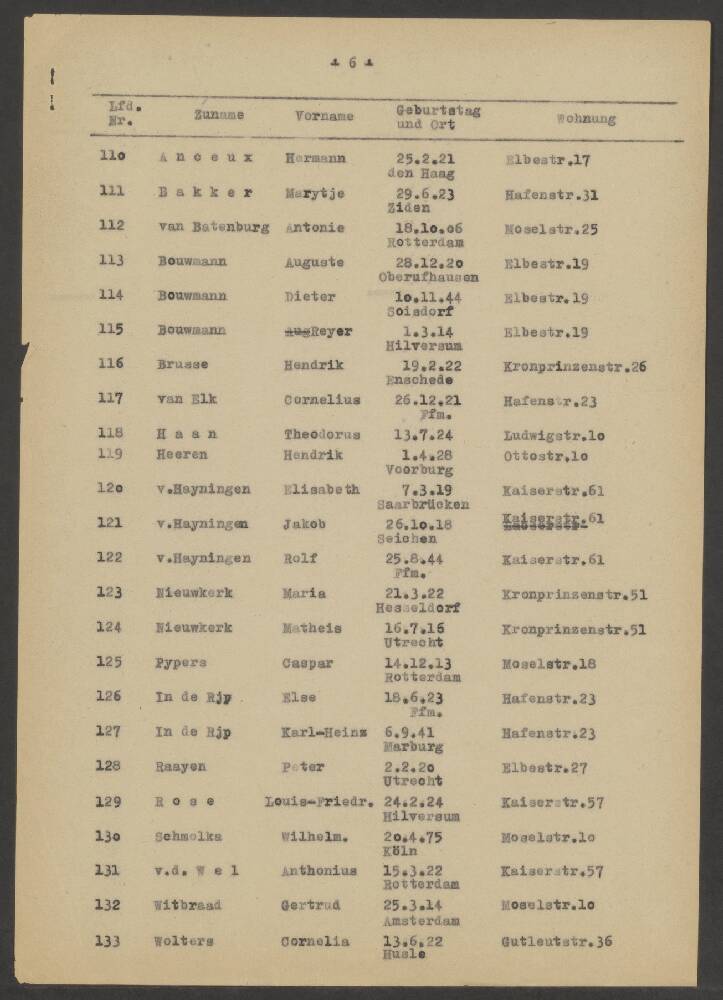 - 6 -
Lfd. Zuname Vorname Geburtstag Wohnung
Nr. und Ort
11o A n c e u x Hermann 25.2.21 Elbestr.17
den Haag
111 B a k k e r Marytje 29.6.23 Hafenstr.31
Ziden
112 van Batenburg Antonie 18.1o.o6 Moselstr.25
Rotterdam
113 Bouwmann Auguste 28.12.2o Elbestr.19
Oberufhausen
114 Bouwmann Dieter 1o.11.44 Elbestr.19
Soisdorf
115 Bouwmann Reyer 1.3.14 Elbestr.19
Hilversum
116 Brusse Hendrik 19.2.22 Kronprinzenstr.26
Enschede
117 van Elk Cornelius 26.12.21 Hafenstr.23
Ffm.
118 H a a n Theodorus 13.7.24 Ludwigstr.1o
119 Heeren Hendrik 1.4.28 Ottostr.1o
Voorburg
12o v.Hayningen Elisabeth 7.3.19 Kaiserstr.61
Saarbrücken
121 v.Hayningen Jakob 26.1o.18 Kaiserstr.61
Seichen
122 v.Hayningen Rolf 25.8.44 Kaiserstr.61
Ffm.
123 Nieuwkerk Maria 21.3.22 Kronprinsenstr.51
Hesseldorf
124 Nieuwkerk Matheis 16.7.16 Kronprinzenstr.51
Utrecht
125 Pypers Caspar 14.12.13 Moselstr.18
Rotterdam
126 In de Rjp Else 18.6.23 Hafenstr.23
Ffm.
127 In de Rjp Karl-Heinz 6.9.41 Hafenstr.23
Marburg
128 Raayen Peter 2.2.2o Elbestr.27
Utrecht
129 R o s e Louis-Friedr. 24.2.24 Kaiserstr.57
Hilversum
13o Schmolka Wilhelm. 2o.4.75 Moselstr.1o
Köln
131 v.d. W e l Anthonius 15.3.22 Kaiserstr.57
Rotterdam
132 Witbraad Gertrud 25.3.14 Moselstr.1o
Amsterdam
133 Wolters Cornelia 13.6.22 Gutleutstr.36
Husle